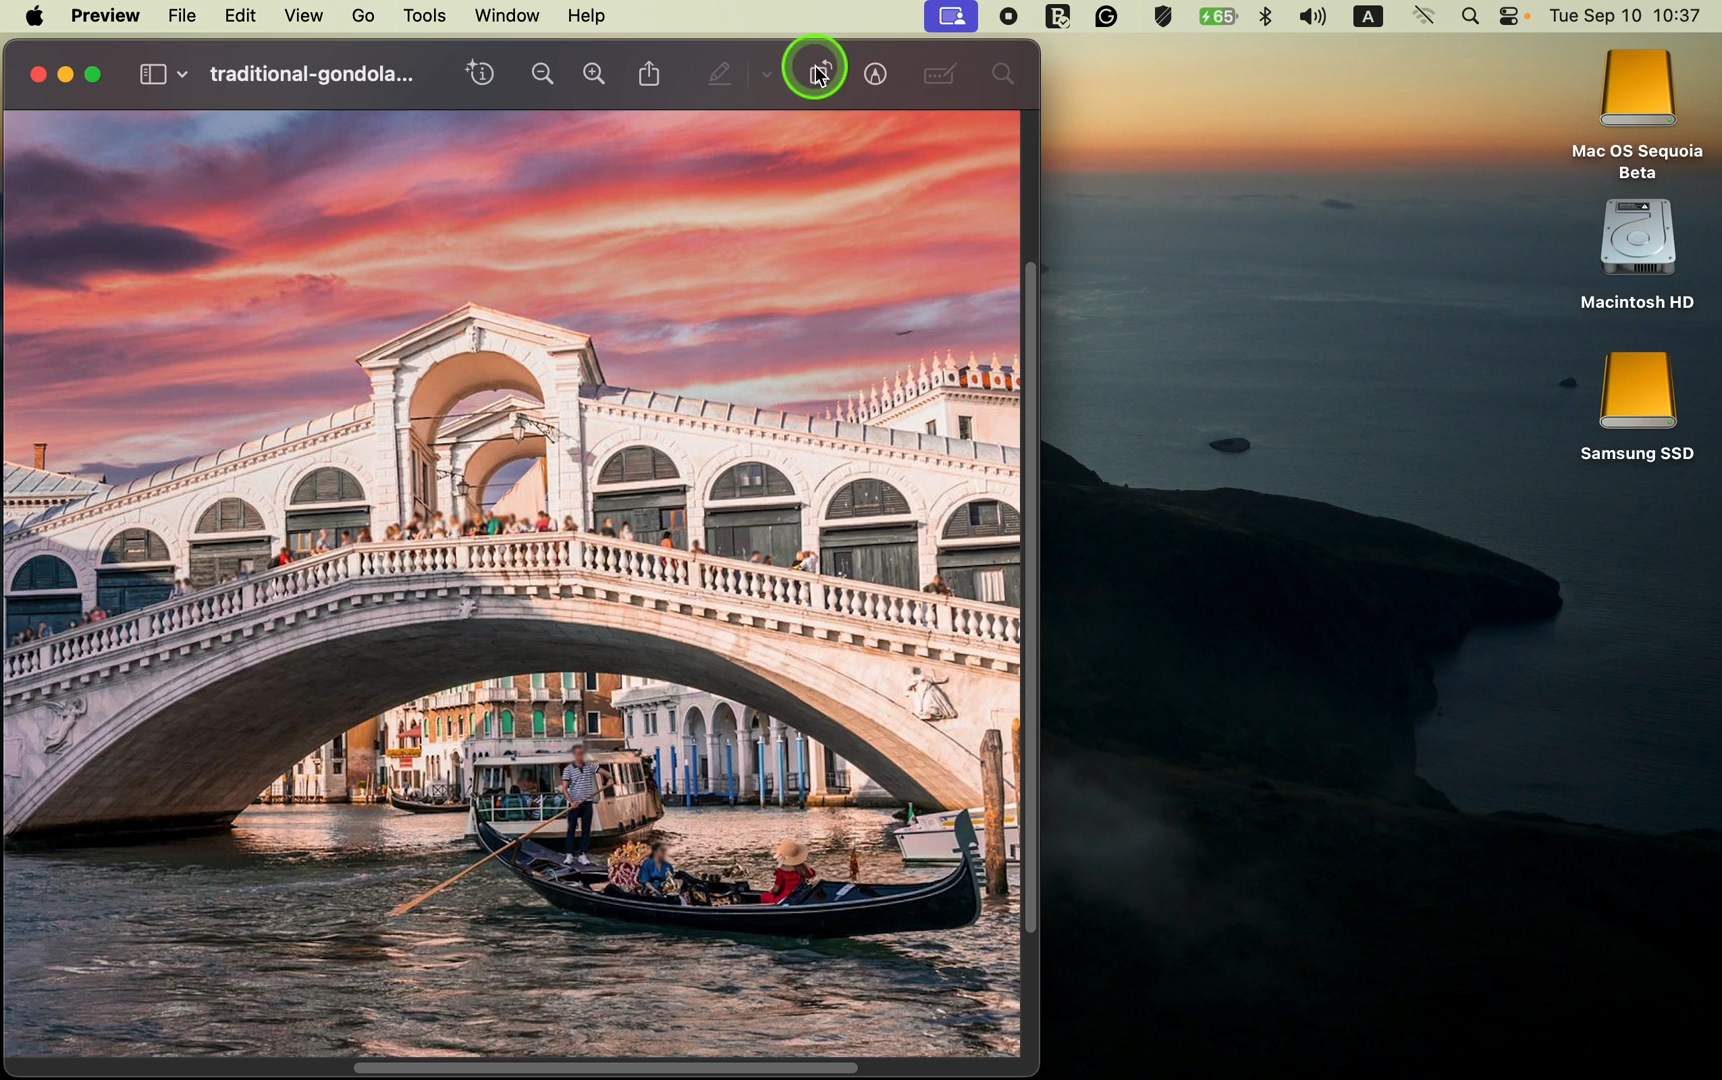 Preview File Edit View Go Tools Window Help 65 A Tue Sep 10 10:37
traditional-gondola...
Mac OS Sequoia
Beta
Macintosh HD
Samsung SSD